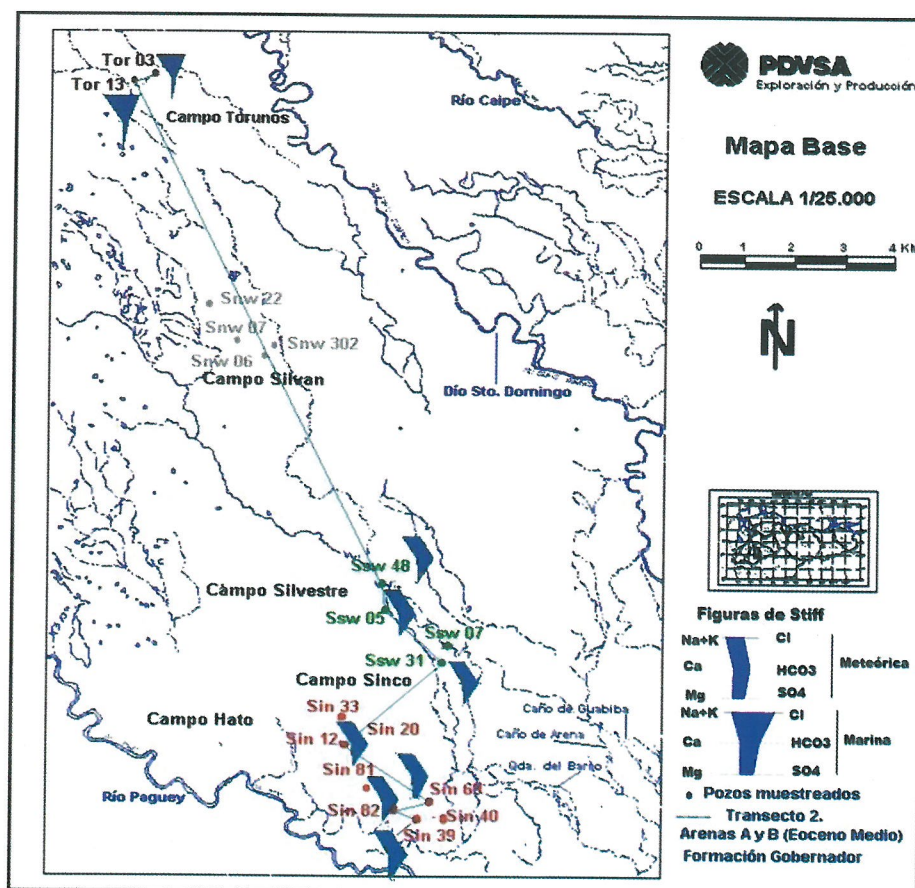 Tor 03
Tor 13
Campo Torunos
Río Caipe
Snw 22
Snw 07
Snw 302
Snw 06
Campo Silvan
Dío Sto. Domingo
Ssw 48
Campo Silvestre
Ssw 05
Ssw 07
Ssw 31
Campo Sinco
Campo Hato
Sin 33
Sin 20
Sin 12
Sin 81
Sin 68
Sin 82
Sin 40
Sin 39
Río Paguey
Caño de Guabiba
Caño de Arena
Qda. del Barro
PDVSA
Exploración y Producción
Mapa Base
ESCALA 1/25.000
0 1 2 3 4 KM
N
Figuras de Stiff
Na+K Cl
Ca HCO3 Meteórica
Mg SO4
Na+K Cl
Ca HCO3 Marina
Mg SO4
Pozos muestreados
Transecto 2.
Arenas A y B (Eoceno Medio)
Formación Gobernador